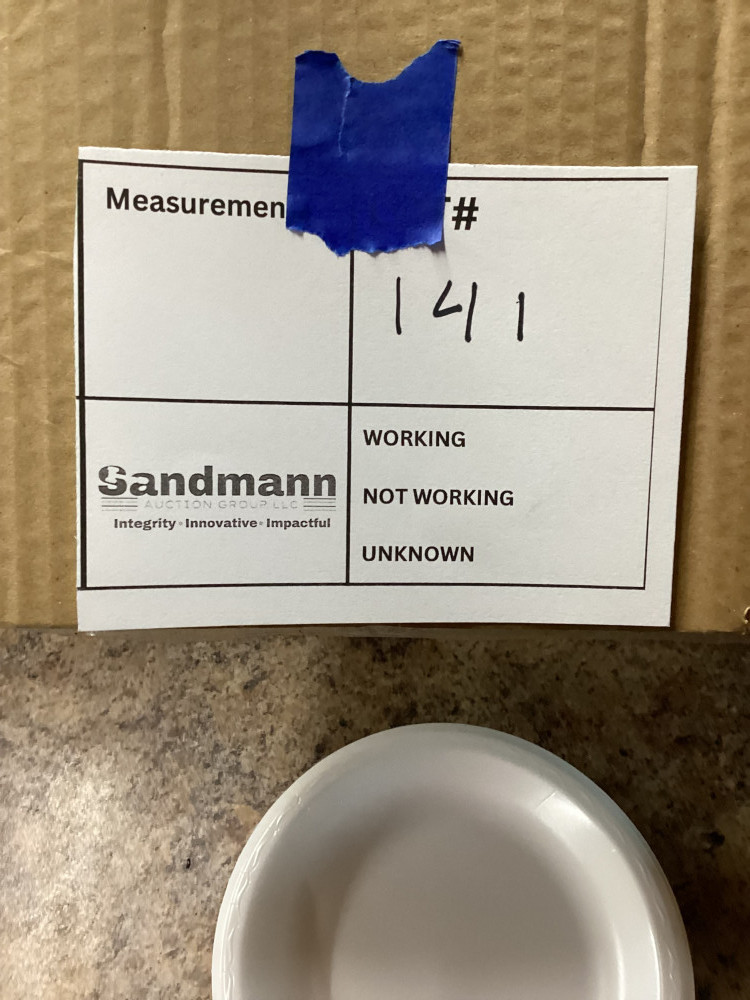 Measuremen
#
141
WORKING
Sandmann
AUCTION GROUP LLC
Integrity • Innovative • Impactful
NOT WORKING
UNKNOWN